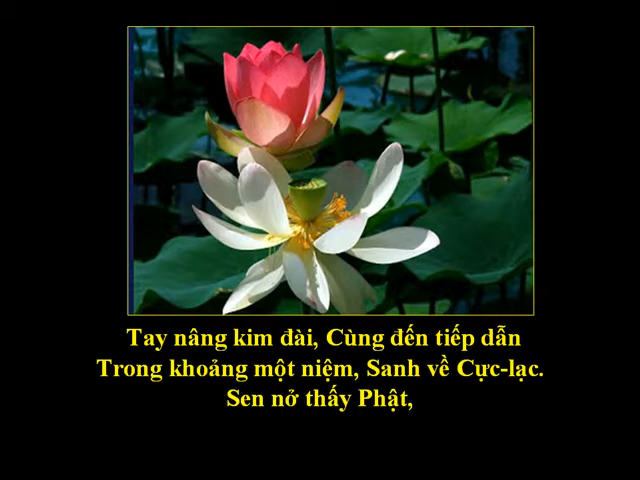 Tay nâng kim đài, Cùng đến tiếp dẫn
Trong khoảng một niệm, Sanh về Cực-lạc.
Sen nở thấy Phật,